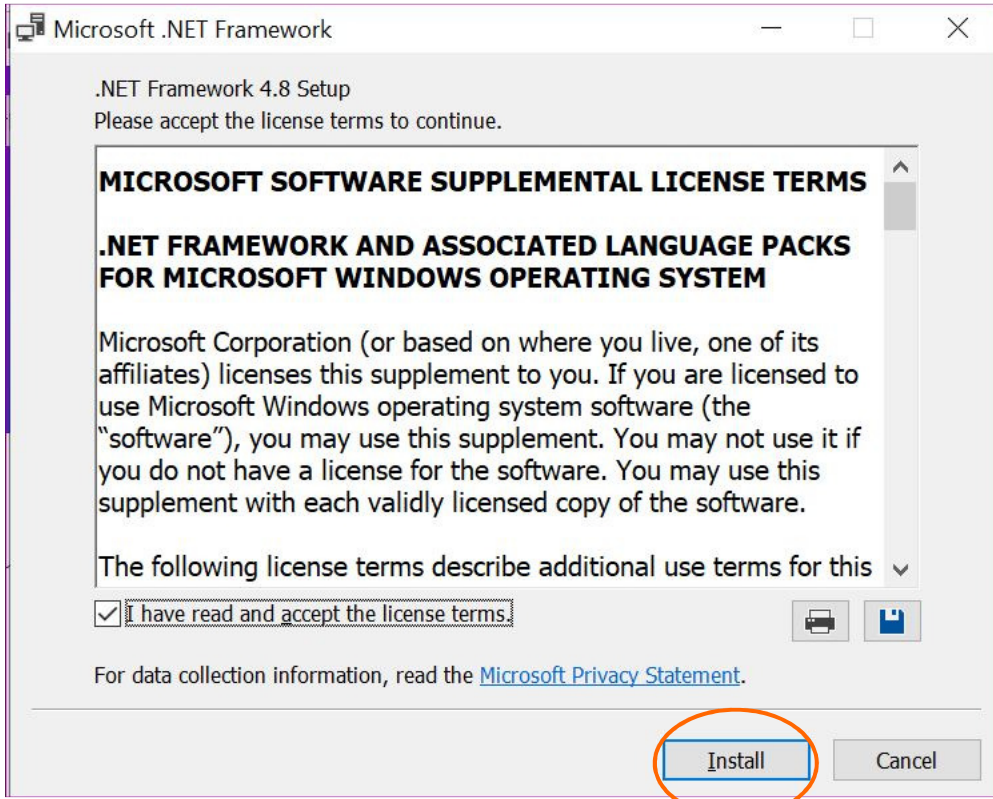 Microsoft .NET Framework
.NET Framework 4.8 Setup
Please accept the license terms to continue.
MICROSOFT SOFTWARE SUPPLEMENTAL LICENSE TERMS
.NET FRAMEWORK AND ASSOCIATED LANGUAGE PACKS
FOR MICROSOFT WINDOWS OPERATING SYSTEM
Microsoft Corporation (or based on where you live, one of its
affiliates) licenses this supplement to you. If you are licensed to
use Microsoft Windows operating system software (the
“software”), you may use this supplement. You may not use it if
you do not have a license for the software. You may use this
supplement with each validly licensed copy of the software.
The following license terms describe additional use terms for this
I have read and accept the license terms.
For data collection information, read the Microsoft Privacy Statement.
Install
Cancel